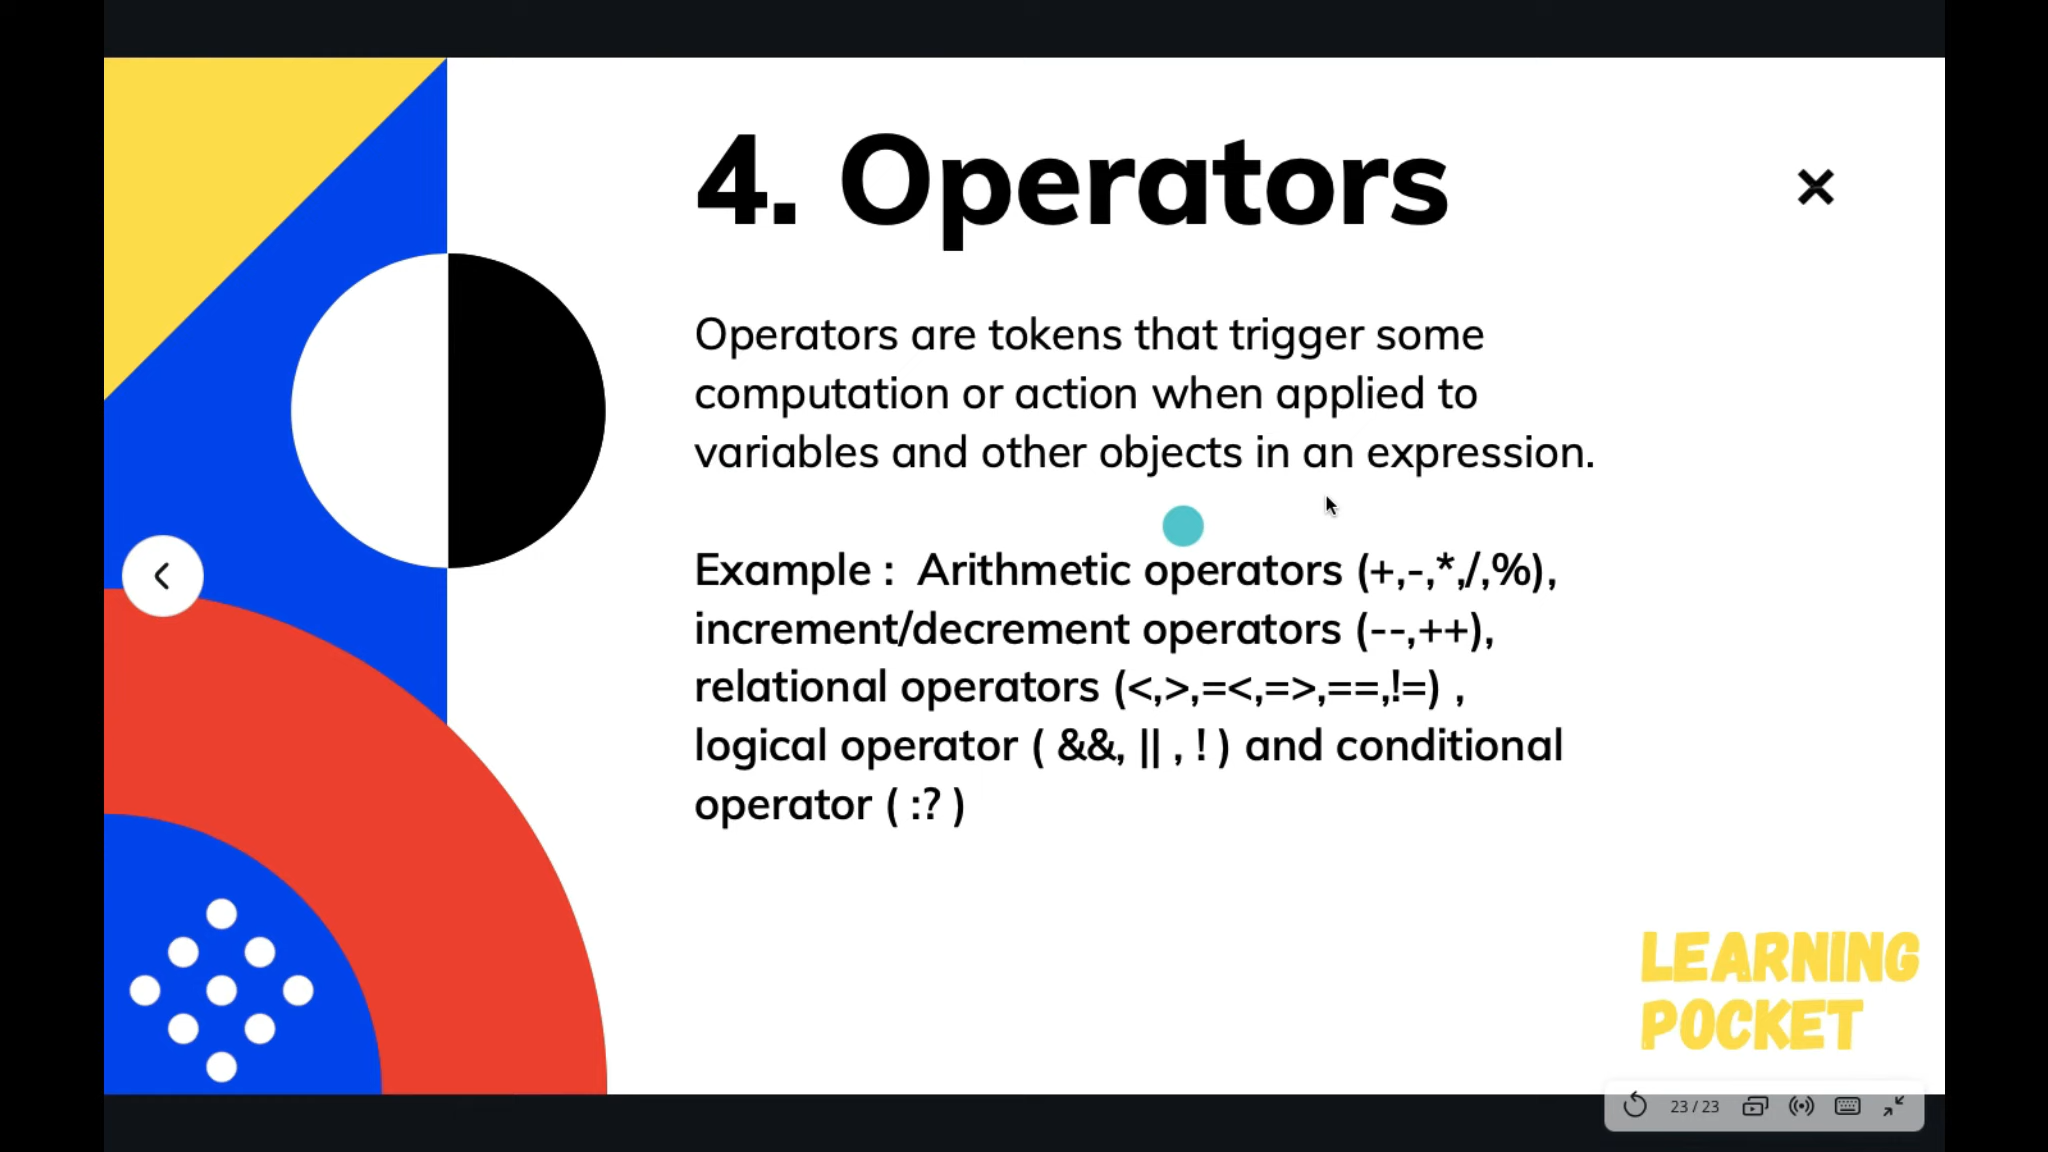 4. Operators
Operators are tokens that trigger some
computation or action when applied to
variables and other objects in an expression.
Example :  Arithmetic operators (+,-,*,/,%),
increment/decrement operators (--,++),
relational operators (<,>,=<,=>,==,!=) ,
logical operator ( &&, || , ! ) and conditional
operator ( :? )
LEARNING
POCKET
23 / 23